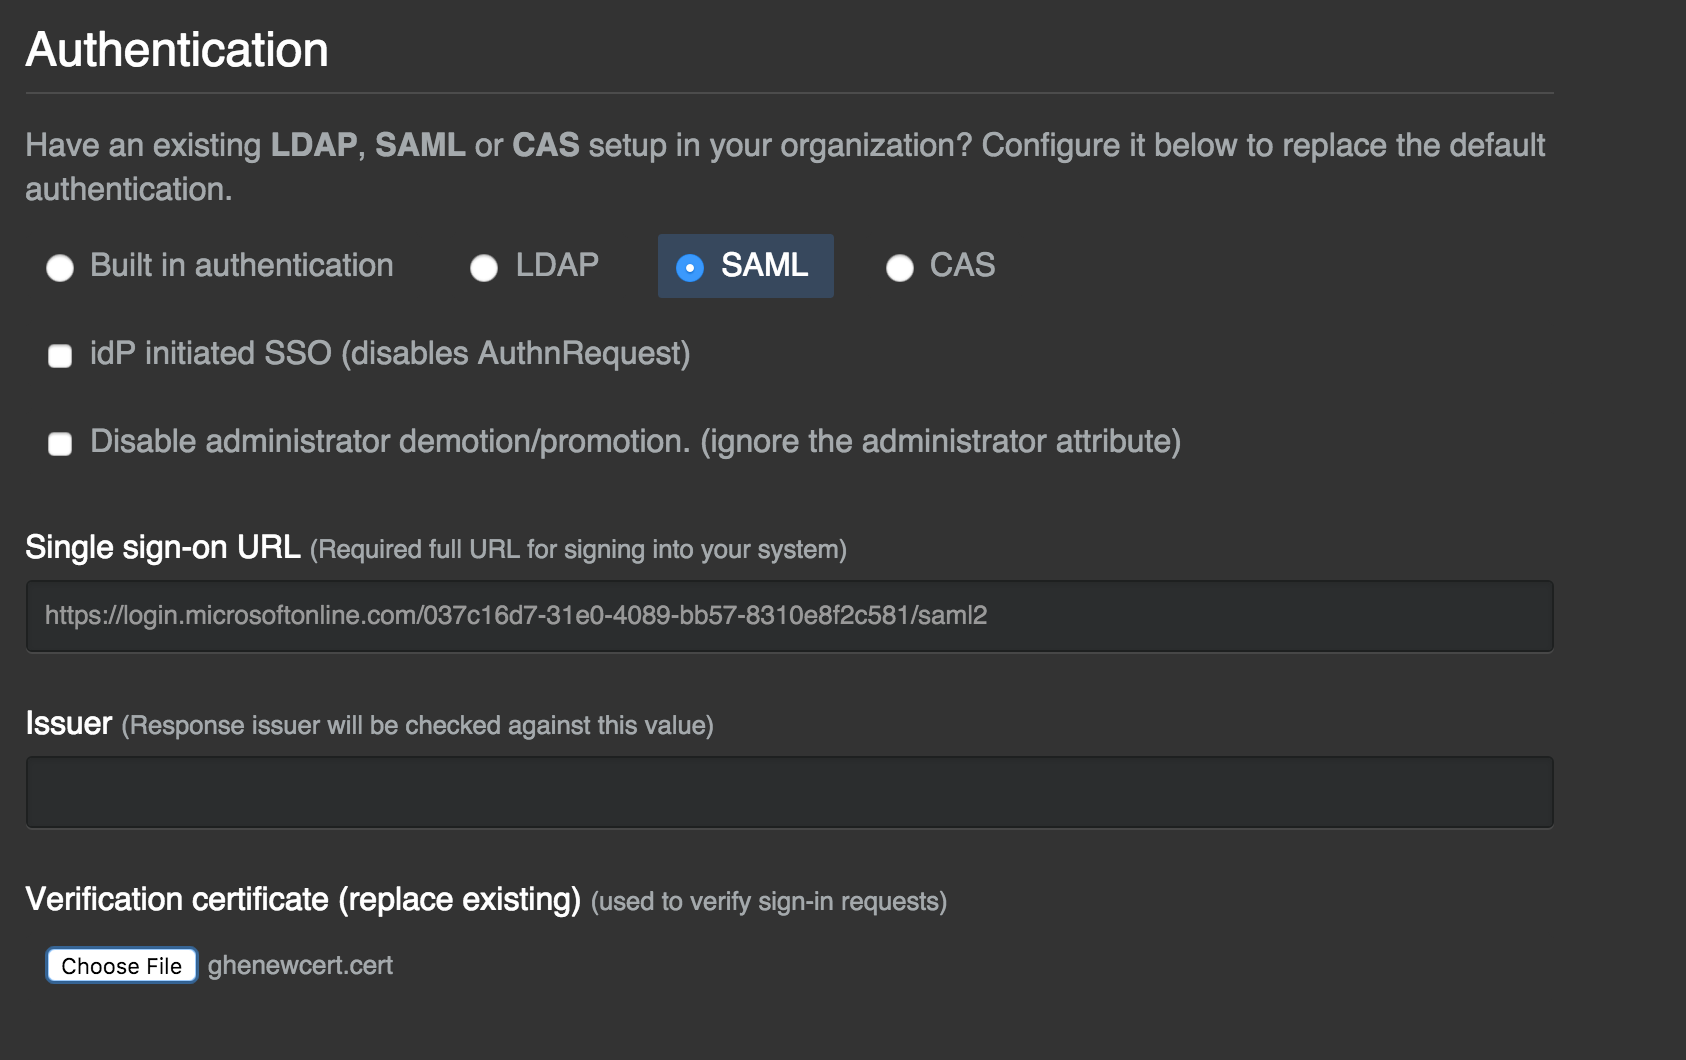 Authentication
Have an existing LDAP, SAML or CAS setup in your organization? Configure it below to replace the default
authentication.
Built in authentication LDAP SAML CAS
idP initiated SSO (disables AuthnRequest)
Disable administrator demotion/promotion. (ignore the administrator attribute)
Single sign-on URL (Required full URL for signing into your system)
https://login.microsoftonline.com/037c16d7-31e0-4089-bb57-8310e8f2c581/saml2
Issuer (Response issuer will be checked against this value)
Verification certificate (replace existing) (used to verify sign-in requests)
Choose File ghenewcert.cert